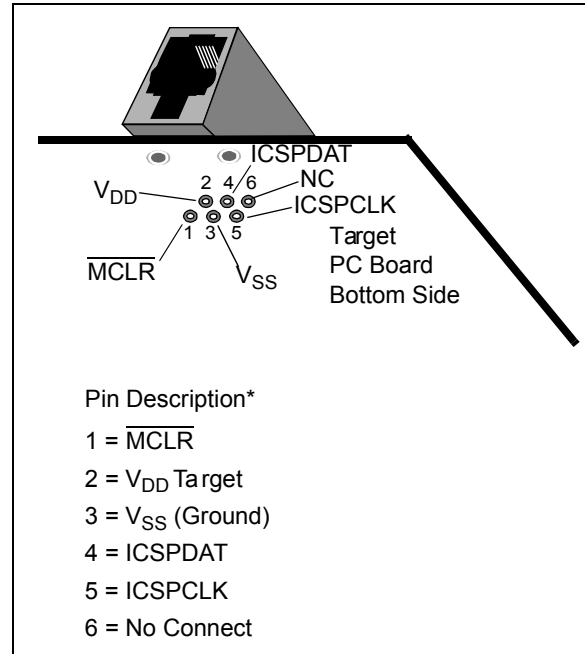 ICSPDAT
2 4 6 NC
VDD
ICSPCLK
1 3 5
Target
MCLR
VSS
PC Board
Bottom Side
Pin Description*
1 = MCLR
2 = VDD Target
3 = VSS (Ground)
4 = ICSPDAT
5 = ICSPCLK
6 = No Connect